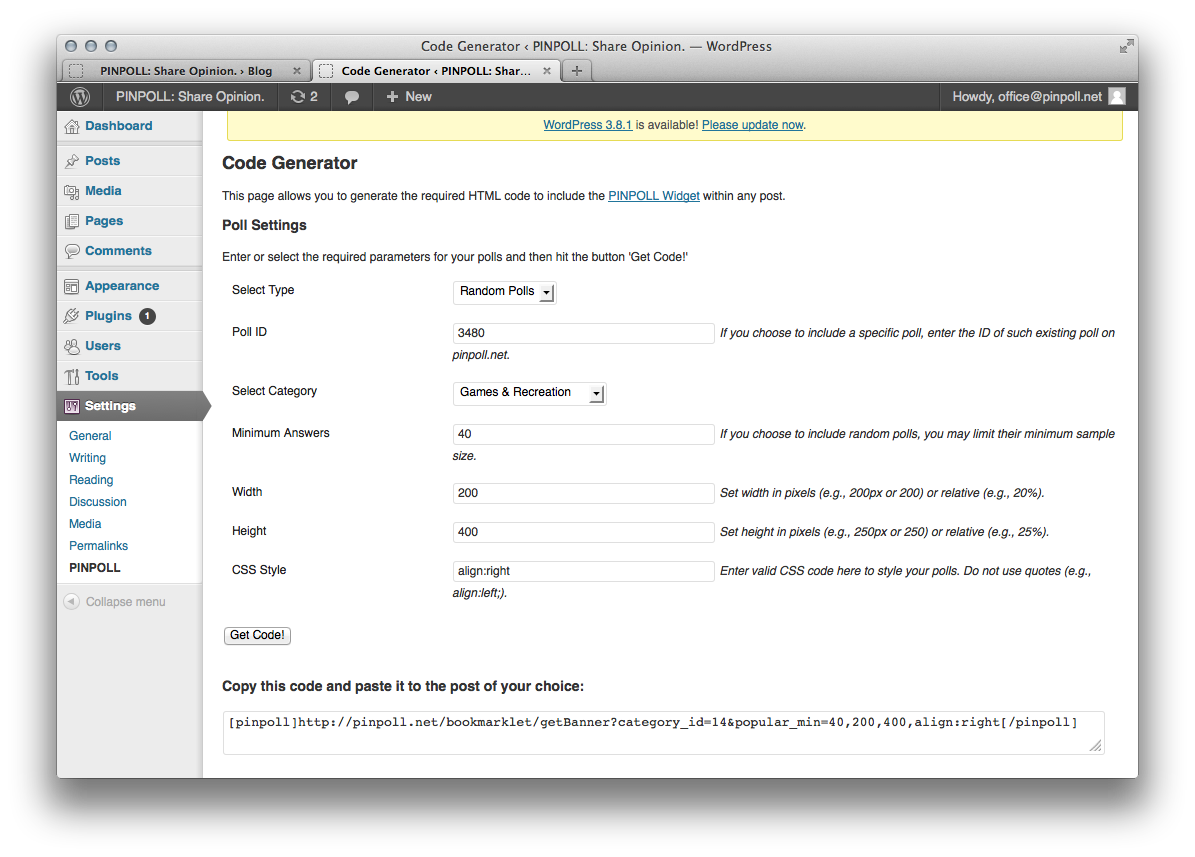 Code Generator ‹ PINPOLL: Share Opinion. — WordPress
PINPOLL: Share Opinion. › Blog
Code Generator ‹ PINPOLL: Shar...
PINPOLL: Share Opinion.
2
New
Howdy, office@pinpoll.net
Dashboard
Posts
Media
Pages
Comments
Appearance
Plugins 1
Users
Tools
Settings
General
Writing
Reading
Discussion
Media
Permalinks
PINPOLL
Collapse menu
WordPress 3.8.1 is available! Please update now.
Code Generator
This page allows you to generate the required HTML code to include the PINPOLL Widget within any post.
Poll Settings
Enter or select the required parameters for your polls and then hit the button 'Get Code!'
Select Type
Random Polls
Poll ID
3480
If you choose to include a specific poll, enter the ID of such existing poll on
pinpoll.net.
Select Category
Games & Recreation
Minimum Answers
40
If you choose to include random polls, you may limit their minimum sample
size.
Width
200
Set width in pixels (e.g., 200px or 200) or relative (e.g., 20%).
Height
400
Set height in pixels (e.g., 250px or 250) or relative (e.g., 25%).
CSS Style
align:right
Enter valid CSS code here to style your polls. Do not use quotes (e.g.,
align:left;).
Get Code!
Copy this code and paste it to the post of your choice:
[pinpoll]http://pinpoll.net/bookmarklet/getBanner?category_id=14&popular_min=40,200,400,align:right[/pinpoll]